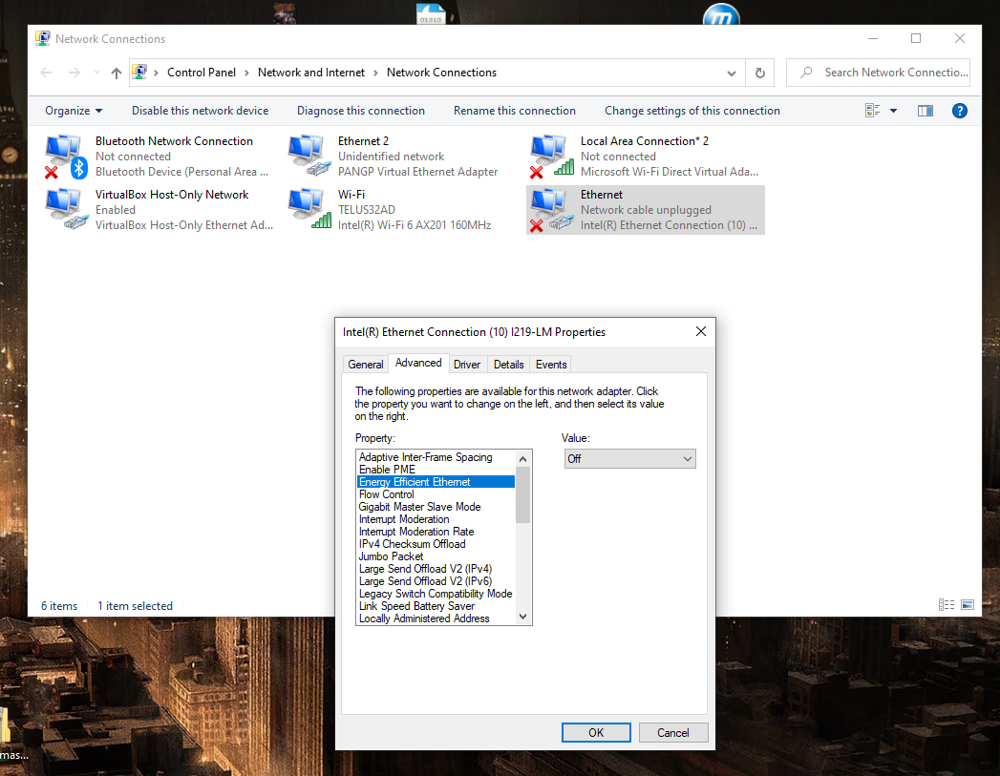 01010
m
Network Connections
Control Panel
Network and Internet
Network Connections
Search Network Connectio...
Organize
Disable this network device
Diagnose this connection
Rename this connection
Change settings of this connection
?
Bluetooth Network Connection
Not connected
Bluetooth Device (Personal Area ...
Ethernet 2
Unidentified network
PANGP Virtual Ethernet Adapter
Local Area Connection* 2
Not connected
Microsoft Wi-Fi Direct Virtual Ada...
VirtualBox Host-Only Network
Enabled
VirtualBox Host-Only Ethernet Ad...
Wi-Fi
TELUS32AD
Intel(R) Wi-Fi 6 AX201 160MHz
Ethernet
Network cable unplugged
Intel(R) Ethernet Connection (10) ...
Intel(R) Ethernet Connection (10) I219-LM Properties
General
Advanced
Driver
Details
Events
The following properties are available for this network adapter. Click
the property you want to change on the left, and then select its value
on the right.
Property:
Value:
Adaptive Inter-Frame Spacing
Enable PME
Energy Efficient Ethernet
Flow Control
Gigabit Master Slave Mode
Interrupt Moderation
Interrupt Moderation Rate
IPv4 Checksum Offload
Jumbo Packet
Large Send Offload V2 (IPv4)
Large Send Offload V2 (IPv6)
Legacy Switch Compatibility Mode
Link Speed Battery Saver
Locally Administered Address
Off
OK
Cancel
6 items
1 item selected
mas...